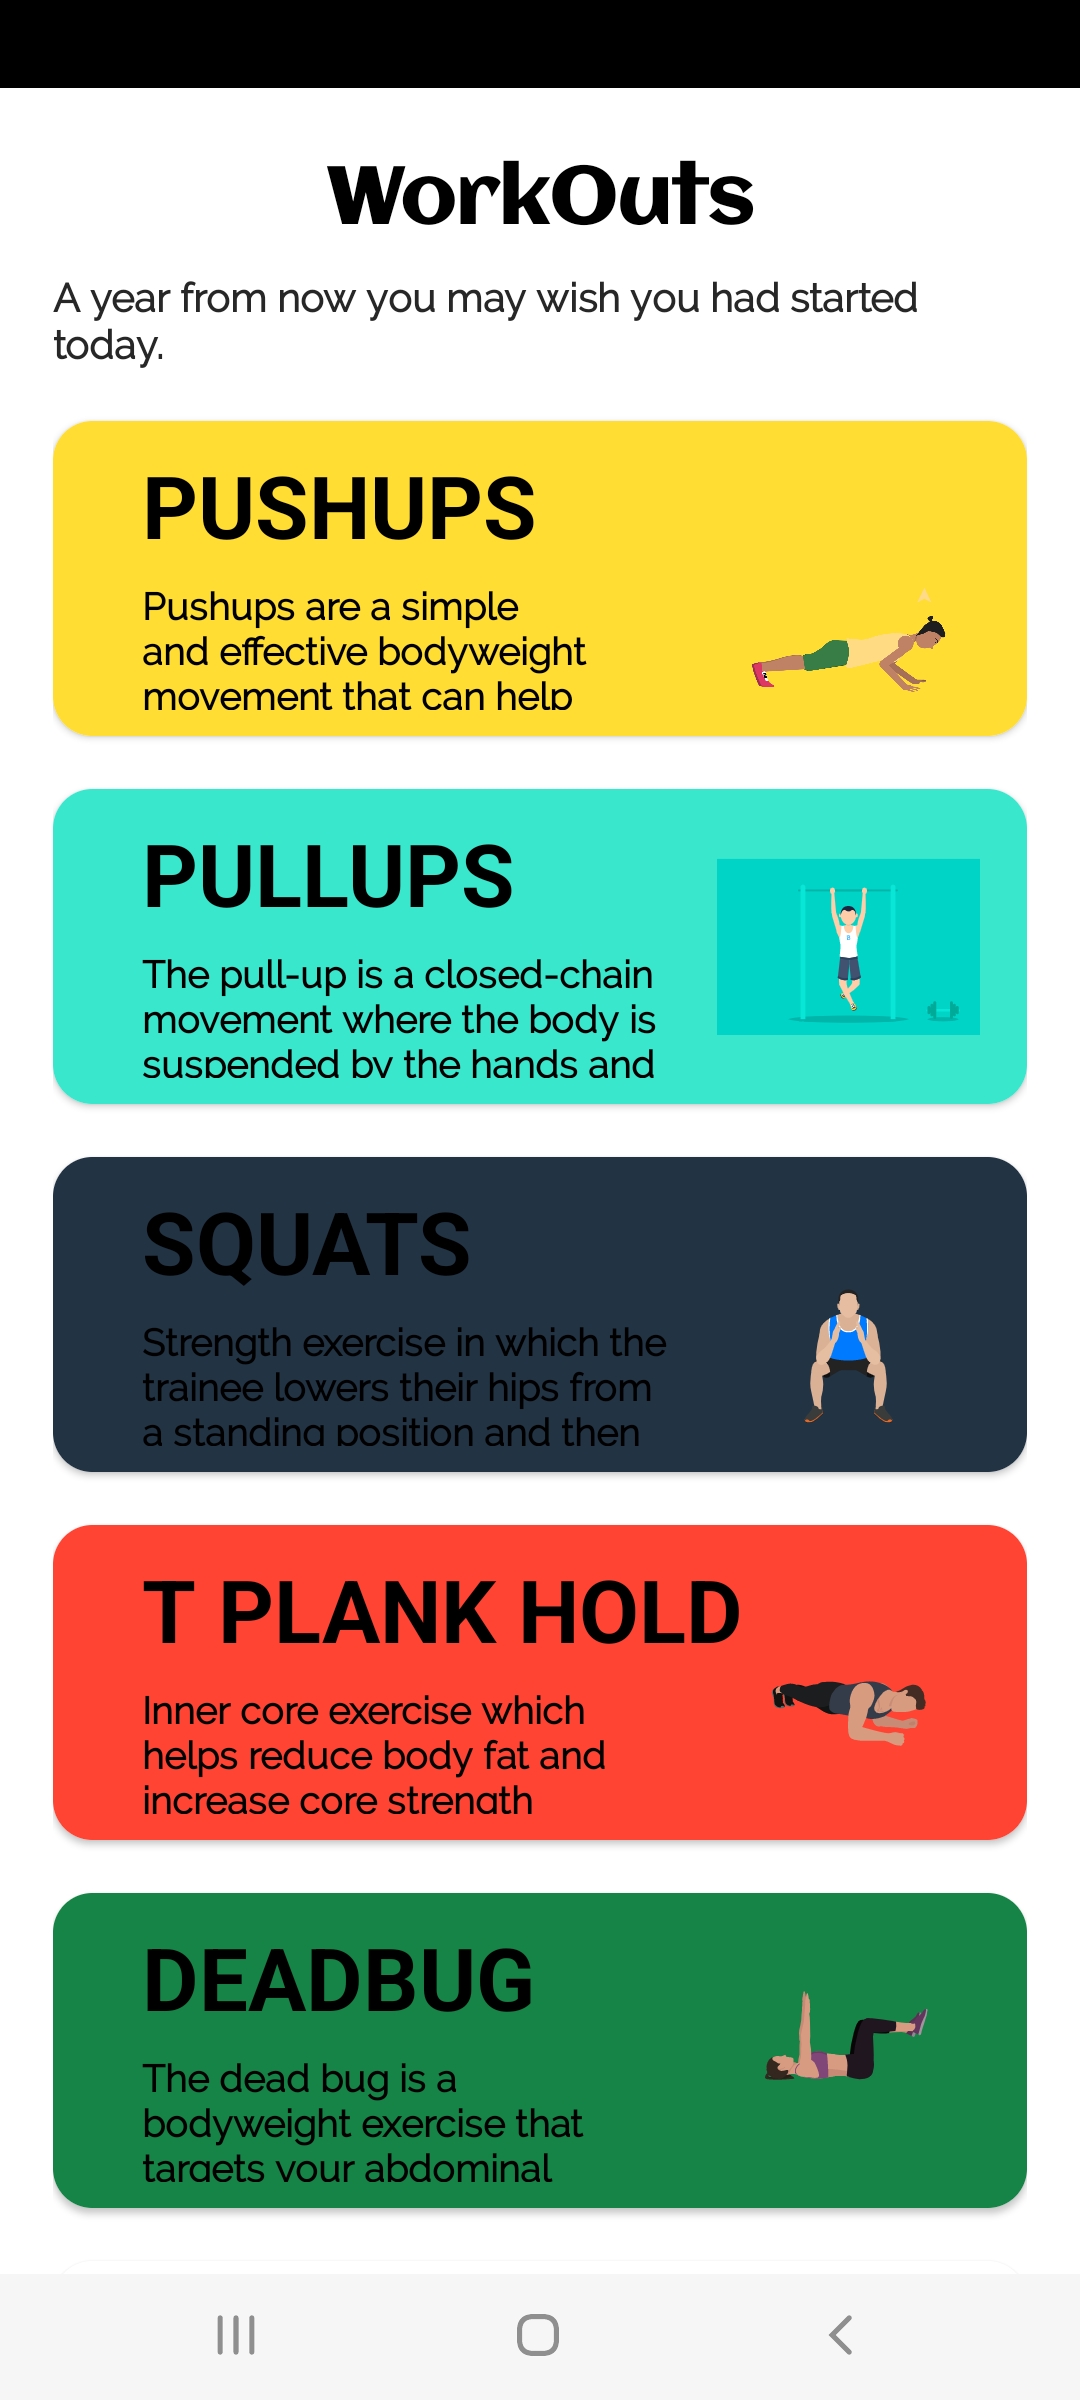 WorkOuts
A year from now you may wish you had started
today.
PUSHUPS
Pushups are a simple
and effective bodyweight
movement that can help
PULLUPS
The pull-up is a closed-chain
movement where the body is
suspended by the hands and
SQUATS
Strength exercise in which the
trainee lowers their hips from
a standing position and then
T PLANK HOLD
Inner core exercise which
helps reduce body fat and
increase core strength
DEADBUG
The dead bug is a
bodyweight exercise that
targets your abdominal